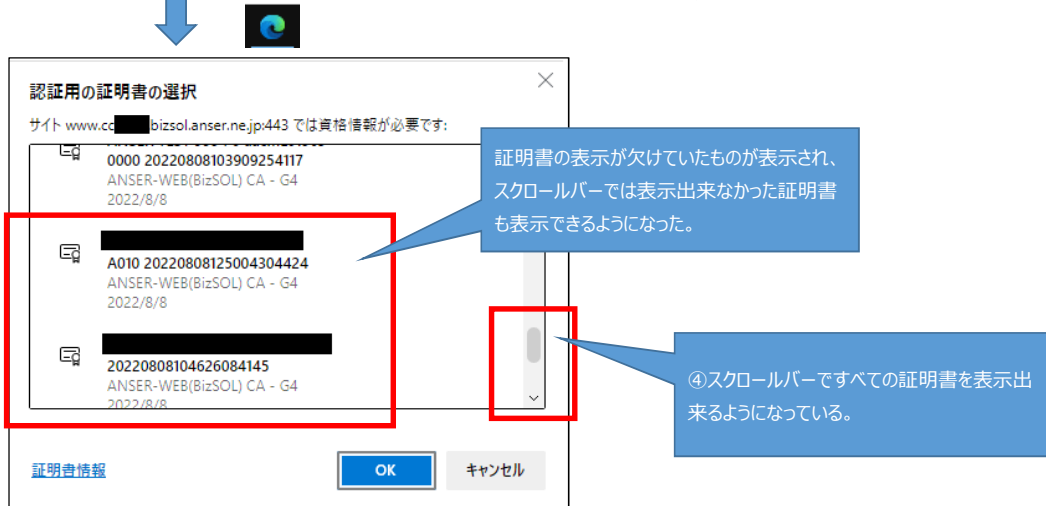 認証用の証明書の選択
サイト www.cc bizsol.anser.ne.jp:443 では資格情報が必要です:
0000 20220808103909254117
ANSER-WEB(BizSOL) CA - G4
2022/8/8
A010 20220808125004304424
ANSER-WEB(BizSOL) CA - G4
2022/8/8
20220808104626084145
ANSER-WEB(BizSOL) CA - G4
2022/8/8
証明書情報
OK
キャンセル
証明書の表示が欠けていたものが表示され、
スクロールバーでは表示出来なかった証明書
も表示できるようになった。
④スクロールバーですべての証明書を表示出
来るようになっている。